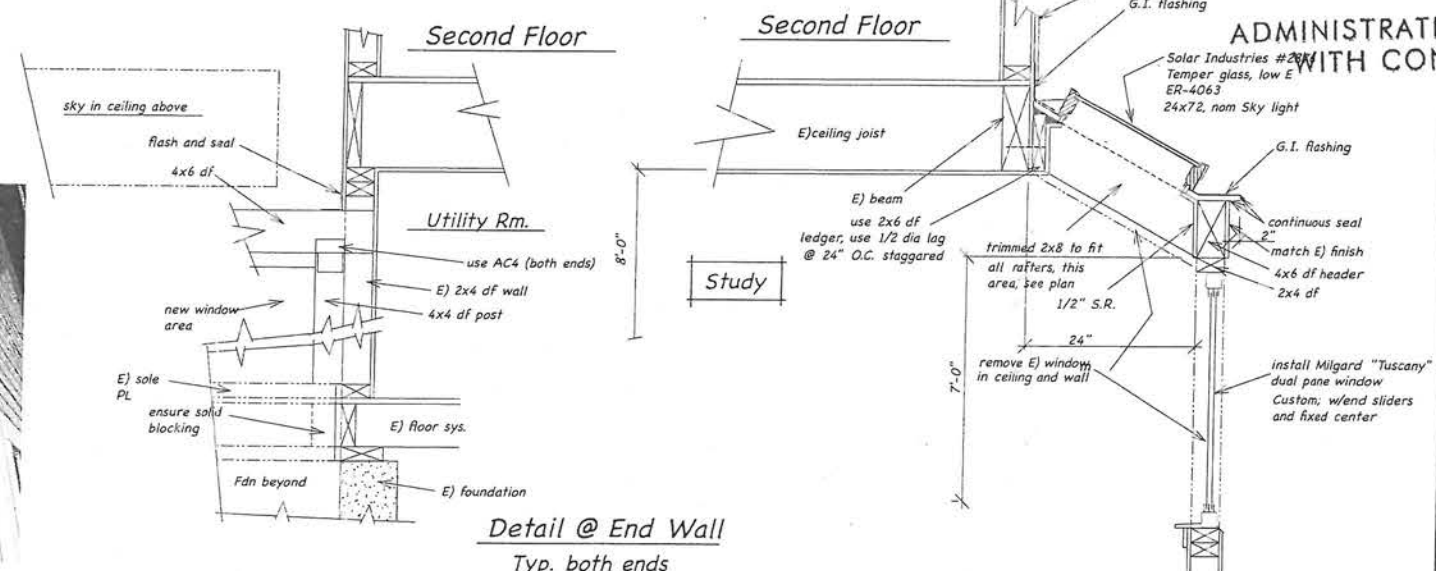 Second Floor
sky in ceiling above
flash and seal
4x6 df
Utility Rm.
use AC4 (both ends)
E) 2x4 df wall
4x4 df post
new window
area
E) sole
PL
ensure solid
blocking
E) floor sys.
Fdn beyond
E) foundation
Detail @ End Wall
Typ. both ends
Second Floor
G.I. flashing
WITH
Solar Industries
Temper glass, low E
ER-4063
24x72, nom Sky light
E)ceiling joist
G.I. flashing
E) beam
use 2x6 df
ledger, use 1/2 dia lag
@ 24" O.C. staggared
8'-0"
Study
trimmed 2x8 to fit
all rafters, this
area, see plan
1/2" S.R.
continuous seal
2"
match E) finish
4x6 df header
2x4 df
24"
7'-0"
remove E) window
in ceiling and wall
install Milgard "Tuscany"
dual pane window
Custom; w/end sliders
and fixed center